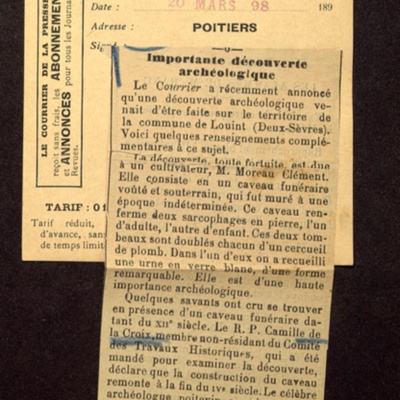 LE COURRIER DE LA PRESSE
reçoit sans frais, les ABONNEMENTS
et ANNONCES pour tous les Journaux
Revues.
Date : 20 MARS 98 189
Adresse : POITIERS
TARIF : 0
Tarif réduit,
d'avance, sans
de temps limité
Importante découverte
archéologique
Le Courrier a récemment annoncé
qu'une découverte archéologique ve-
nait d'être faite sur le territoire de
la commune de Louint (Deux-Sèvres).
Voici quelques renseignements complé-
mentaires à ce sujet.
La découverte, toute fortuite, est due
à un cultivateur, M. Moreau Clément.
Elle consiste en un caveau funéraire
voûté et souterrain, qui fut muré à une
époque indéterminée. Ce caveau ren-
ferme deux sarcophages en pierre, l'un
d'adulte, l'autre d'enfant. Ces deux tom-
beaux sont doublés chacun d'un cercueil
de plomb. Dans l'un d'eux on a recueilli
une urne en verre blanc, d'une forme
remarquable. Elle est d'une haute
importance archéologique.
Quelques savants ont cru se trouver
en présence d'un caveau funéraire da-
tant du XIIe siècle. Le R. P. Camille de
la Croix, membre non-résidant du Comité
des Travaux Historiques, qui a été
mandé pour examiner la découverte,
déclare que la construction du caveau
remonte à la fin du IVe siècle. Le célèbre
archéologue poitevin